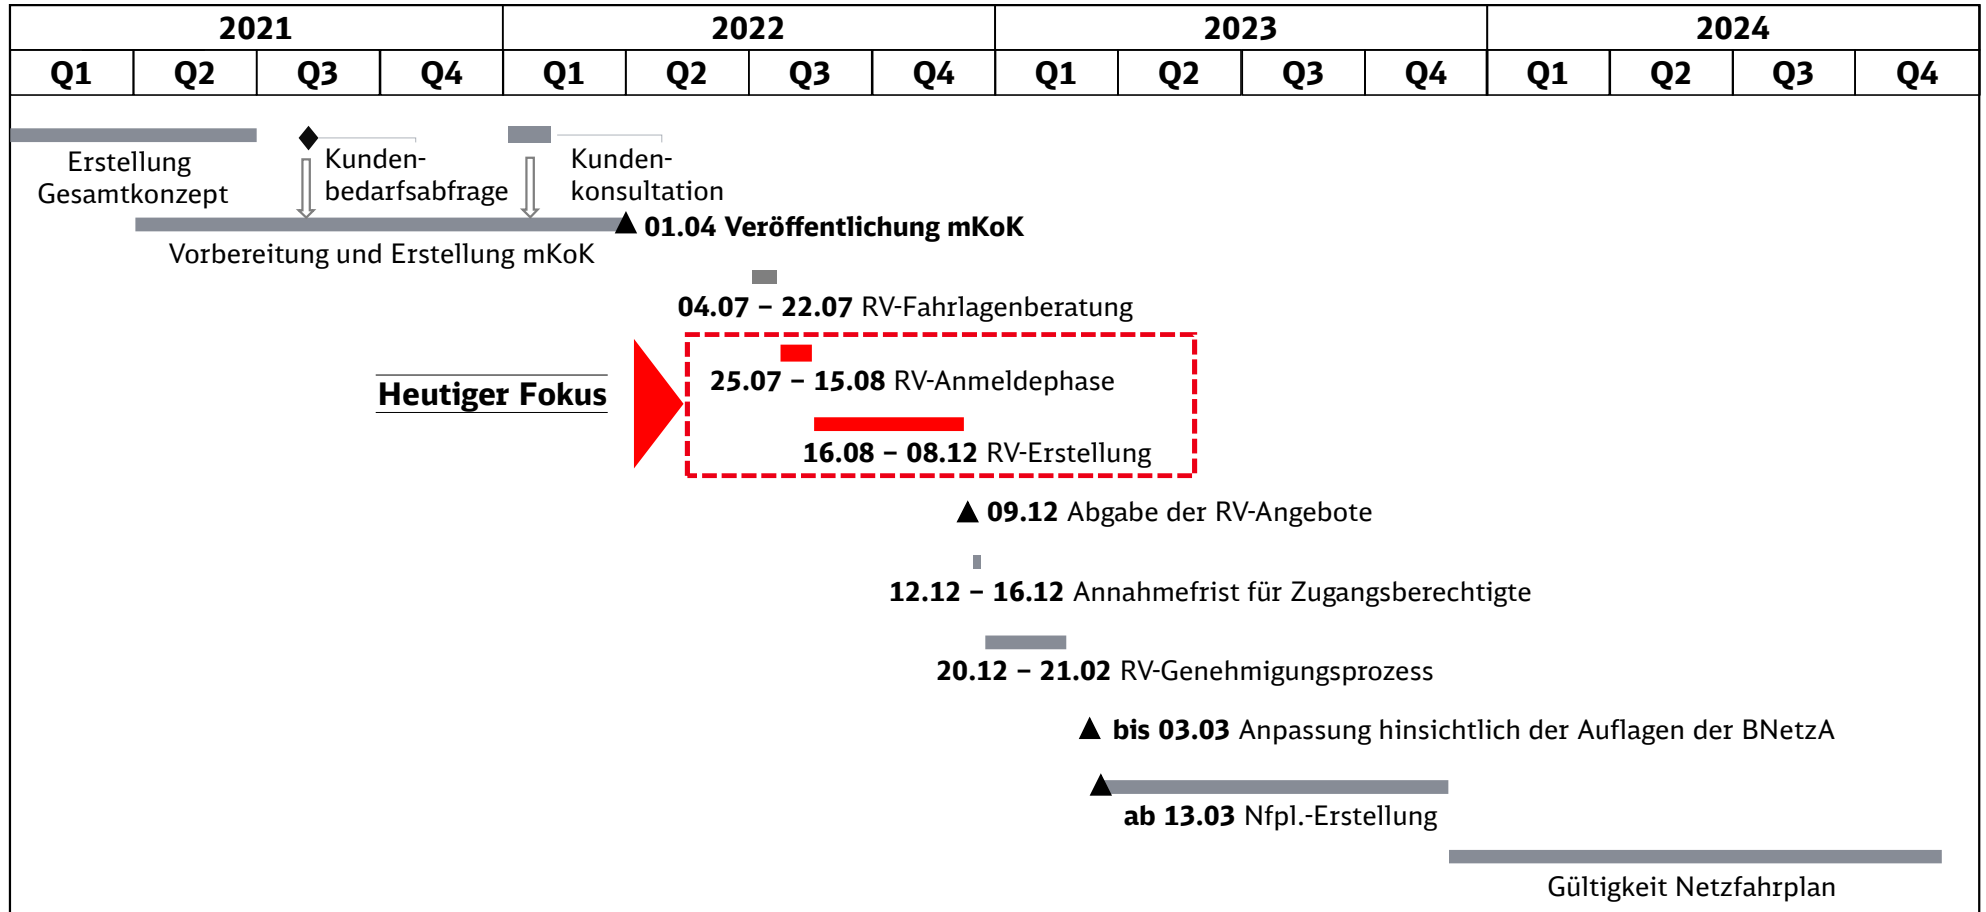 2021 2022 2023 2024
Q1 Q2 Q3 Q4 Q1 Q2 Q3 Q4 Q1 Q2 Q3 Q4 Q1 Q2 Q3 Q4
Erstellung
Gesamtkonzept
Kunden-
bedarfsabfrage
Kunden-
konsultation
01.04 Veröffentlichung mKoK
Vorbereitung und Erstellung mKoK
04.07 – 22.07 RV-Fahrlagenberatung
Heutiger Fokus
25.07 – 15.08 RV-Anmeldephase
16.08 – 08.12 RV-Erstellung
09.12 Abgabe der RV-Angebote
12.12 – 16.12 Annahmefrist für Zugangsberechtigte
20.12 – 21.02 RV-Genehmigungsprozess
bis 03.03 Anpassung hinsichtlich der Auflagen der BNetzA
ab 13.03 Nfpl.-Erstellung
Gültigkeit Netzfahrplan